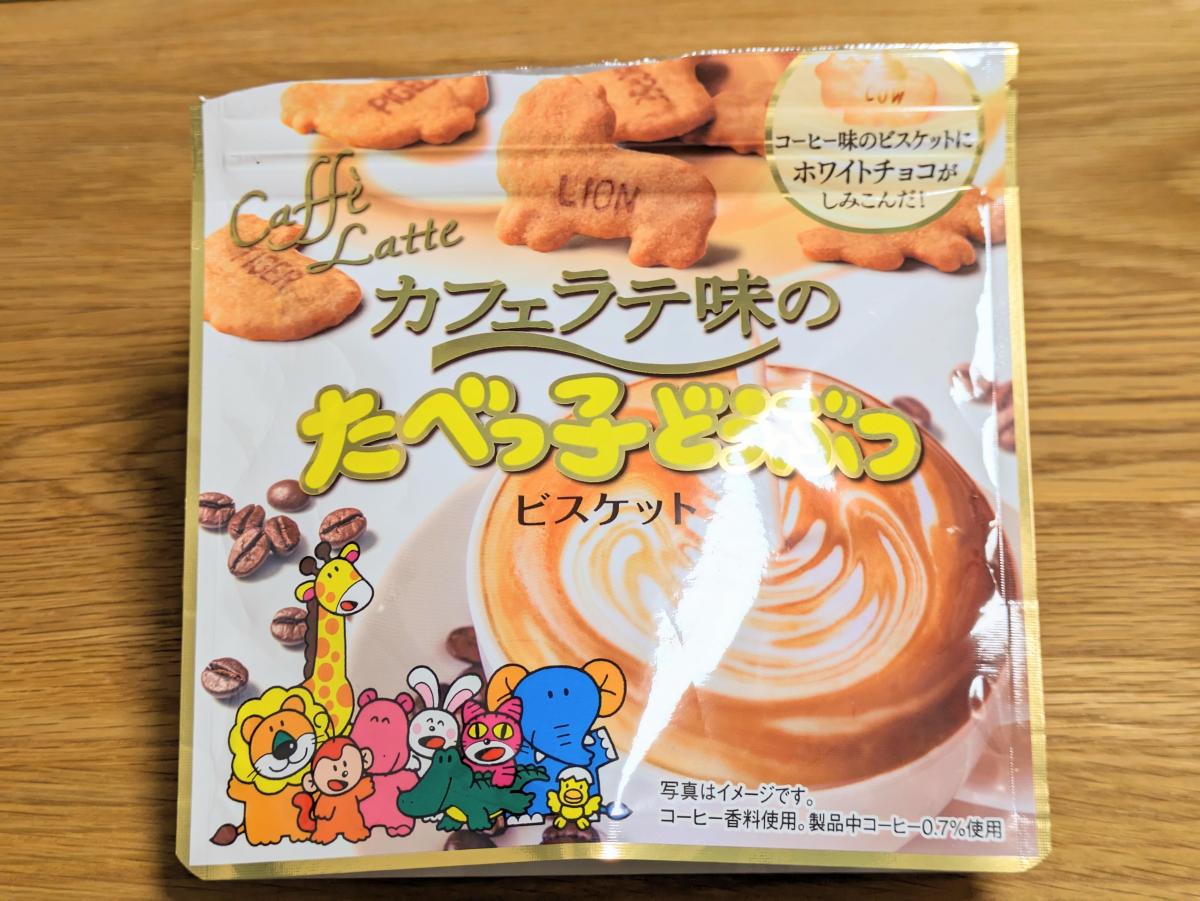 PIGEON
LION
TIGER
COW
コーヒー味のビスケットに
ホワイトチョコが
しみこんだ!
Caffè
Latte
カフェラテ味の
たべっ子どうぶつ
ビスケット
写真はイメージです。
コーヒー香料使用。製品中コーヒー0.7%使用